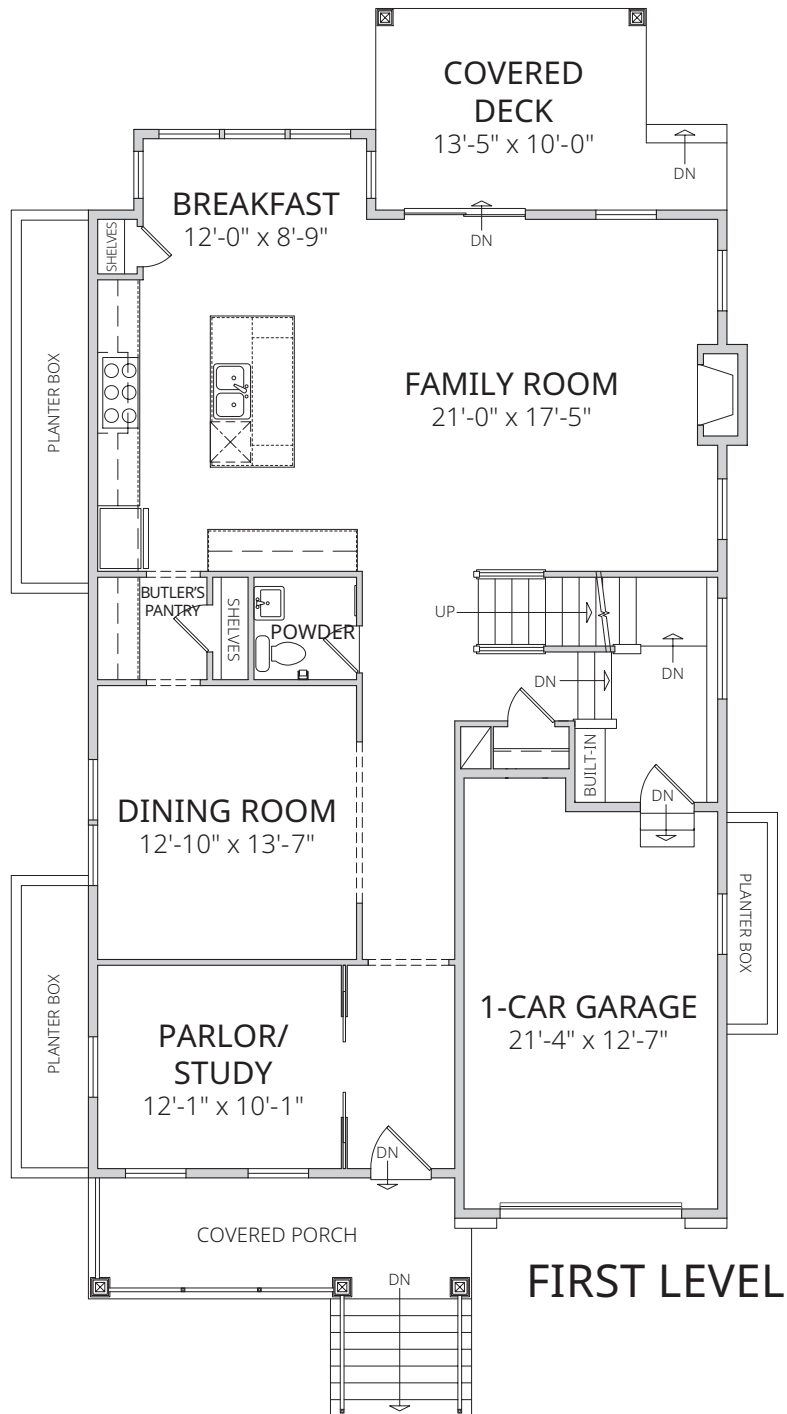 COVERED
DECK
13'-5" x 10'-0"
DN
BREAKFAST
12'-0" x 8'-9"
DN
SHELVES
PLANTER BOX
FAMILY ROOM
21'-0" x 17'-5"
BUTLER'S
PANTRY
SHELVES
POWDER
UP
DN
DN
BUILT-IN
DN
DINING ROOM
12'-10" x 13'-7"
PLANTER BOX
PLANTER BOX
1-CAR GARAGE
21'-4" x 12'-7"
PARLOR/
STUDY
12'-1" x 10'-1"
DN
COVERED PORCH
DN
FIRST LEVEL